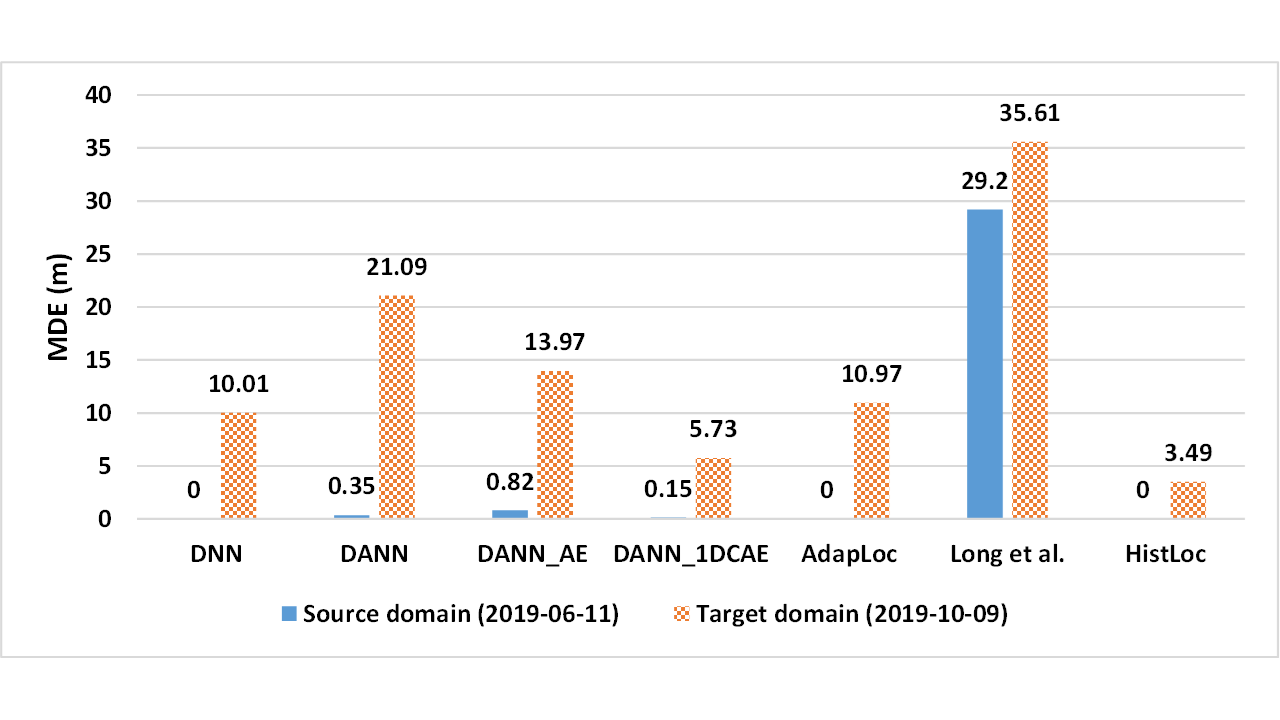 40
35
30
25
20
15
10
5
0
MDE (m)
0
10.01
0.35
21.09
0.82
13.97
0.15
5.73
0
10.97
29.2
35.61
0
3.49
DNN
DANN
DANN_AE
DANN_1DCAE
AdapLoc
Long et al.
HistLoc
Source domain (2019-06-11)
Target domain (2019-10-09)